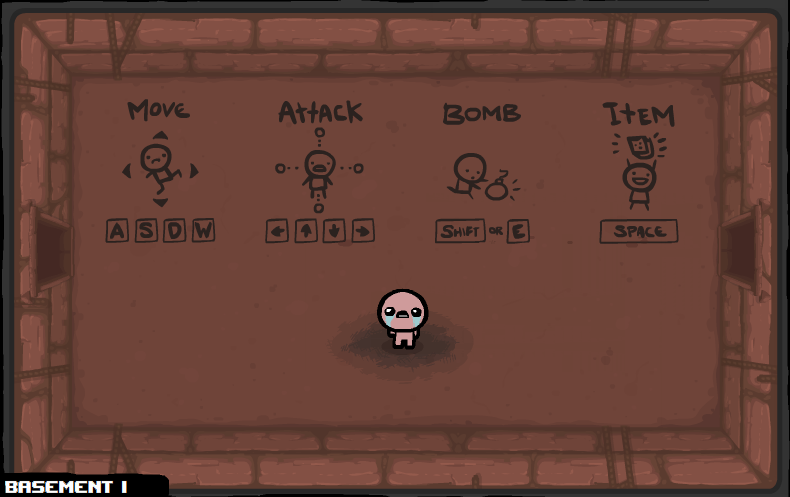 MOVE ATTACK BOMB ITEM
A S D W ← ↑ ↓ → SHIFT OR E SPACE
BASEMENT I